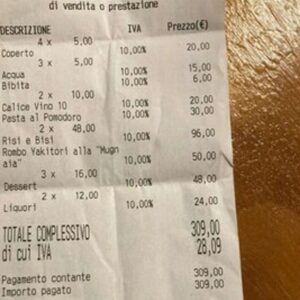 di vendita o prestazione
DESCRIZIONE IVA Prezzo(€)
4 x 5,00
Coperto 10,00% 20,00
3 x 5,00
Acqua 10,00% 15,00
Bibita 10,00% 6,00
2 x 10,00
Calice Vino 10 10,00% 20,00
Pasta al Pomodoro 10,00% 30,00
2 x 48,00
Risi e Bisi 10,00% 96,00
Rombo Yakitori alla "Mugn 10,00% 50,00
aia"
3 x 16,00
Dessert 10,00% 48,00
2 x 12,00
Liquori 10,00% 24,00
TOTALE COMPLESSIVO 309,00
di cui IVA 28,09
Pagamento contante 309,00
Importo pagato 309,00